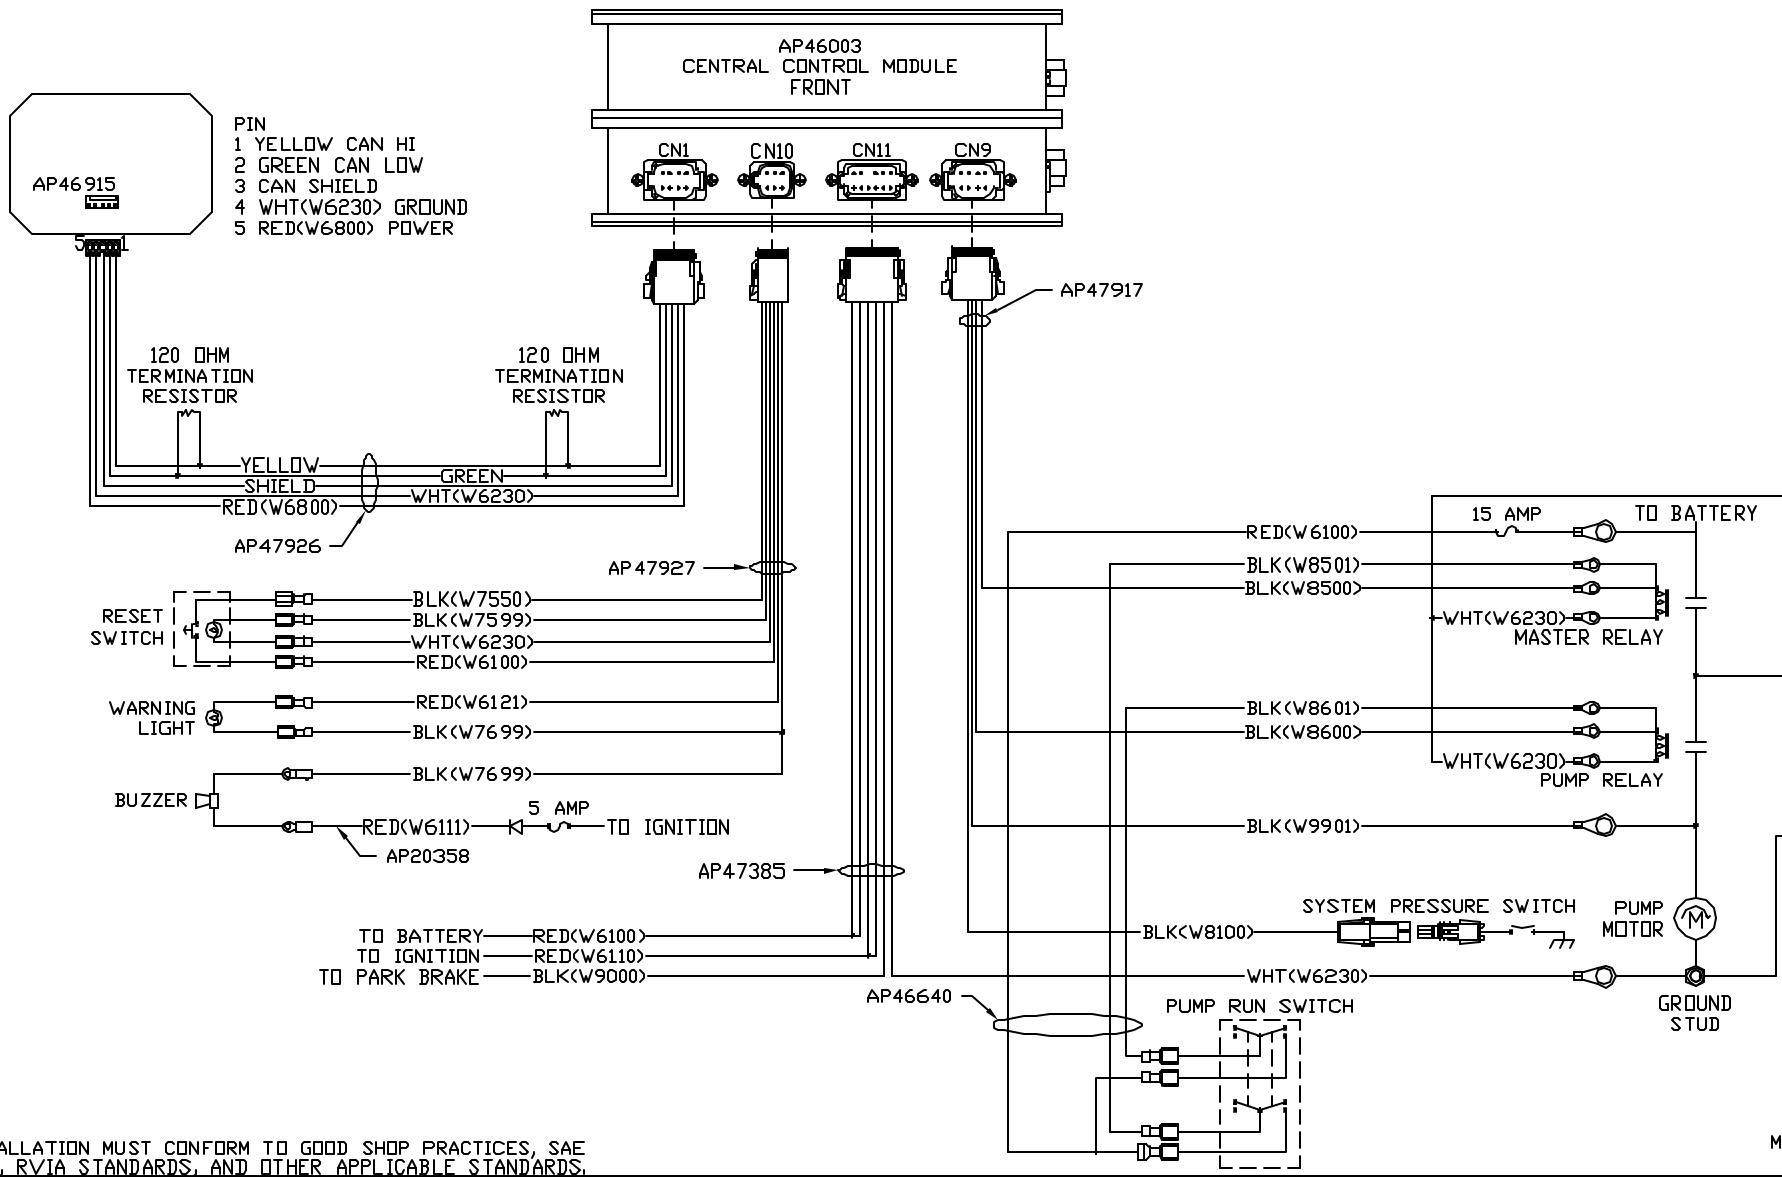 AP46003
CENTRAL CONTROL MODULE
FRONT
CN1
CN10
CN11
CN9
AP46915
5
1
PIN
1 YELLOW CAN HI
2 GREEN CAN LOW
3 CAN SHIELD
4 WHT(W6230) GROUND
5 RED(W6800) POWER
AP47917
120 OHM
TERMINATION
RESISTOR
120 OHM
TERMINATION
RESISTOR
YELLOW
GREEN
SHIELD
WHT(W6230)
RED(W6800)
AP47926
AP47927
RESET
SWITCH
BLK(W7550)
BLK(W7599)
WHT(W6230)
RED(W6100)
WARNING
LIGHT
RED(W6121)
BLK(W7699)
BUZZER
BLK(W7699)
RED(W6111)
5 AMP
TO IGNITION
AP20358
AP47385
TO BATTERY
RED(W6100)
TO IGNITION
RED(W6110)
TO PARK BRAKE
BLK(W9000)
AP46640
RED(W6100)
15 AMP
TO BATTERY
BLK(W8501)
BLK(W8500)
WHT(W6230)
MASTER RELAY
BLK(W8601)
BLK(W8600)
WHT(W6230)
PUMP RELAY
BLK(W9901)
SYSTEM PRESSURE SWITCH
BLK(W8100)
PUMP
MOTOR
M
WHT(W6230)
GROUND
STUD
PUMP RUN SWITCH
ALLATION MUST CONFORM TO GOOD SHOP PRACTICES, SAE
, RVIA STANDARDS, AND OTHER APPLICABLE STANDARDS.
M